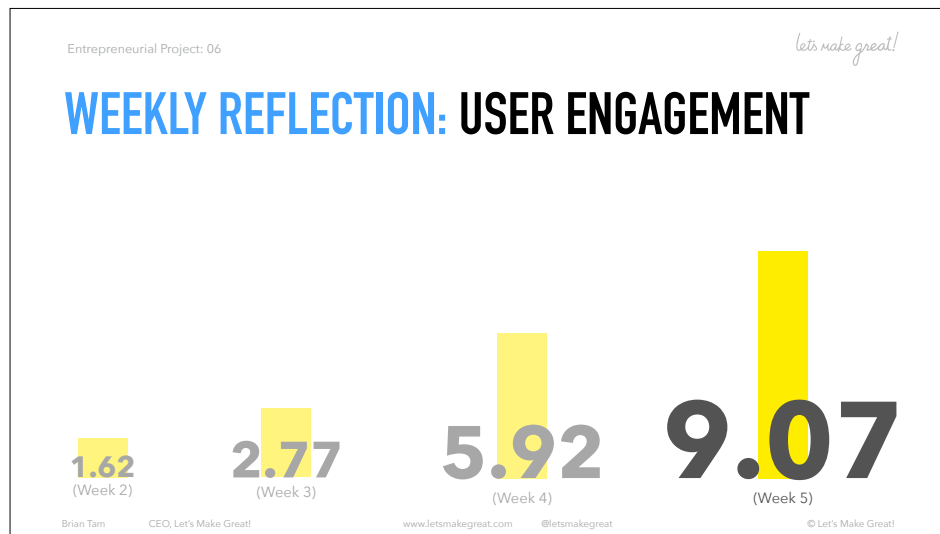 Entrepreneurial Project: 06
let's make great!
WEEKLY REFLECTION: USER ENGAGEMENT
1.62
(Week 2)
2.77
(Week 3)
5.92
(Week 4)
9.07
(Week 5)
Brian Tam CEO, Let's Make Great! www.letsmakegreat.com @letsmakegreat © Let's Make Great!